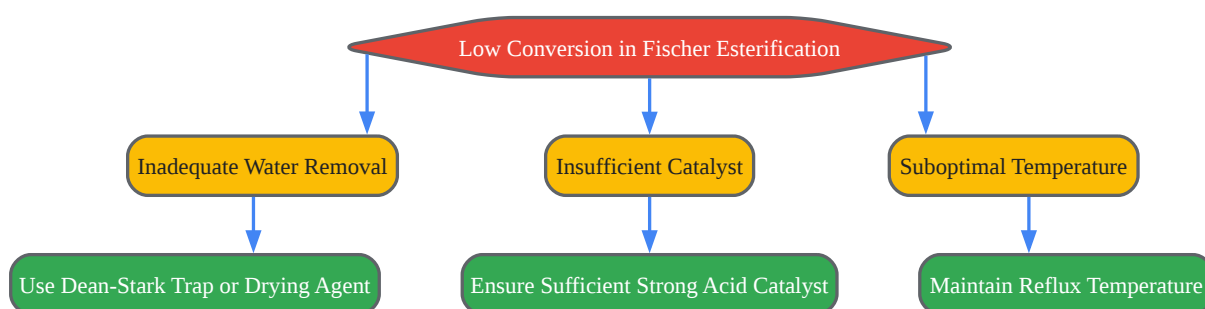 Low Conversion in Fischer Esterification
Inadequate Water Removal
Insufficient Catalyst
Suboptimal Temperature
Use Dean-Stark Trap or Drying Agent
Ensure Sufficient Strong Acid Catalyst
Maintain Reflux Temperature